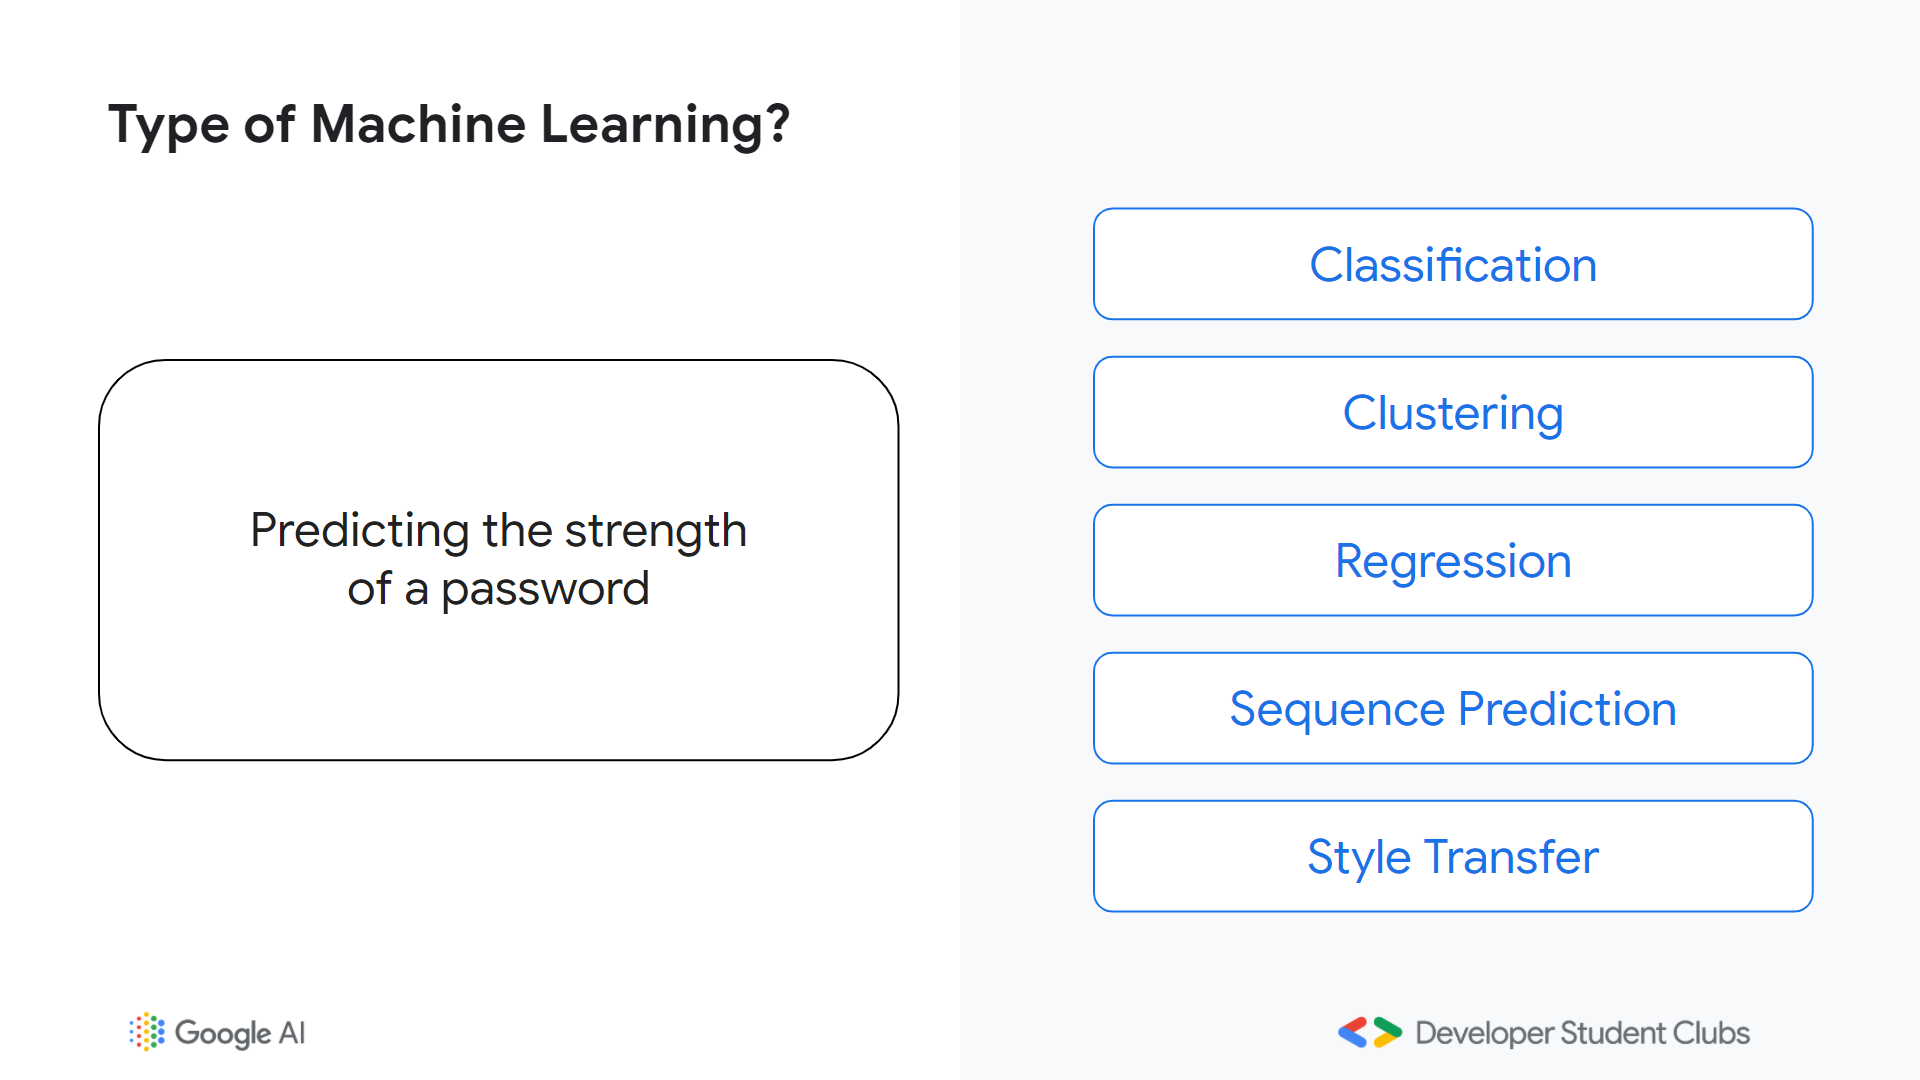 Type of Machine Learning?
Predicting the strength
of a password
Classification
Clustering
Regression
Sequence Prediction
Style Transfer
Google AI
Developer Student Clubs